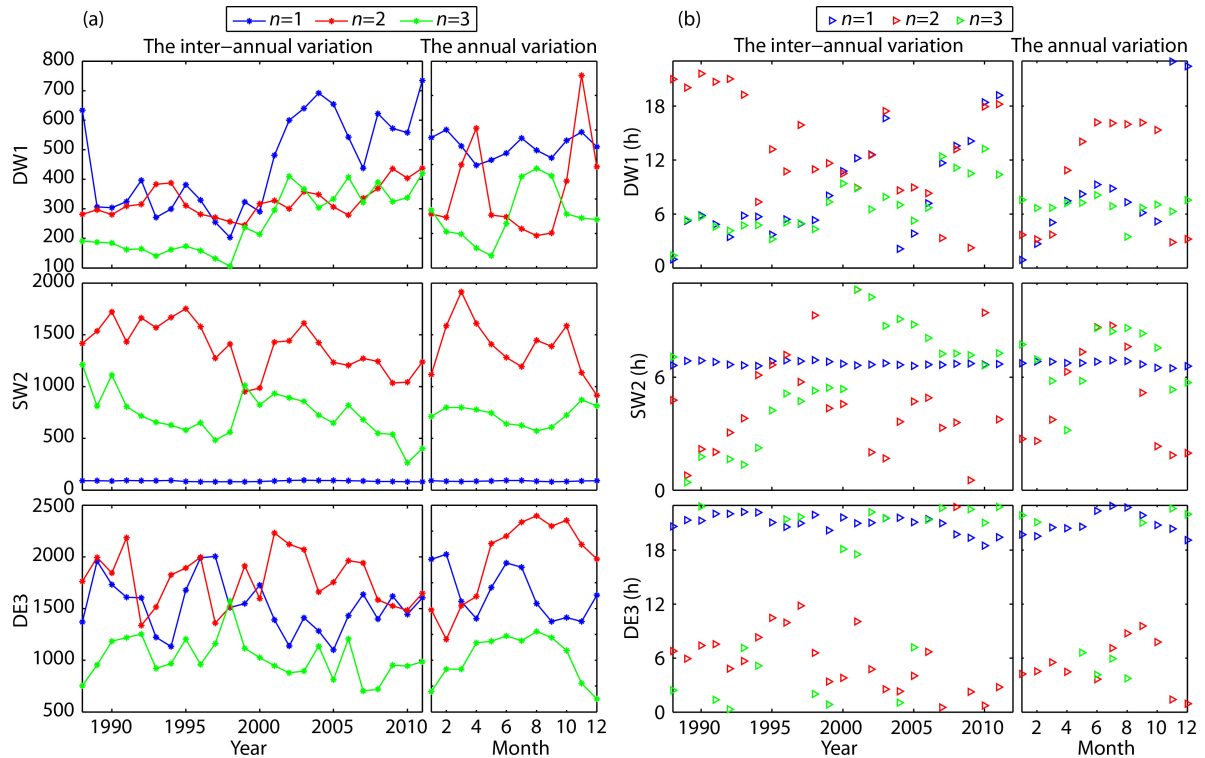 (a)
n=1 n=2 n=3
The inter−annual variation The annual variation
DW1
800
700
600
500
400
300
200
100
SW2
2000
1500
1000
500
0
DE3
2500
2000
1500
1000
500
1990 1995 2000 2005 2010
2 4 6 8 10 12
Year Month
(b)
n=1 n=2 n=3
The inter−annual variation The annual variation
DW1 (h)
18
12
6
0
SW2 (h)
6
0
DE3 (h)
18
12
6
0
1990 1995 2000 2005 2010
2 4 6 8 10 12
Year Month